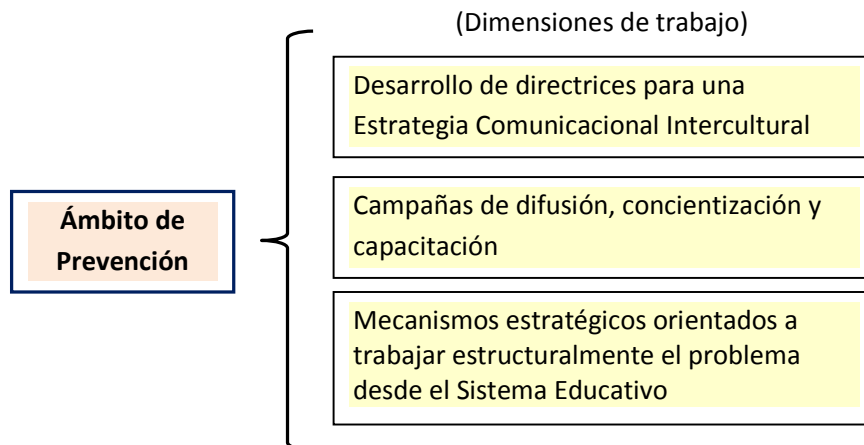 (Dimensiones de trabajo)
Desarrollo de directrices para una
Estrategia Comunicacional Intercultural
Ámbito de
Prevención
Campañas de difusión, concientización y
capacitación
Mecanismos estratégicos orientados a
trabajar estructuralmente el problema
desde el Sistema Educativo